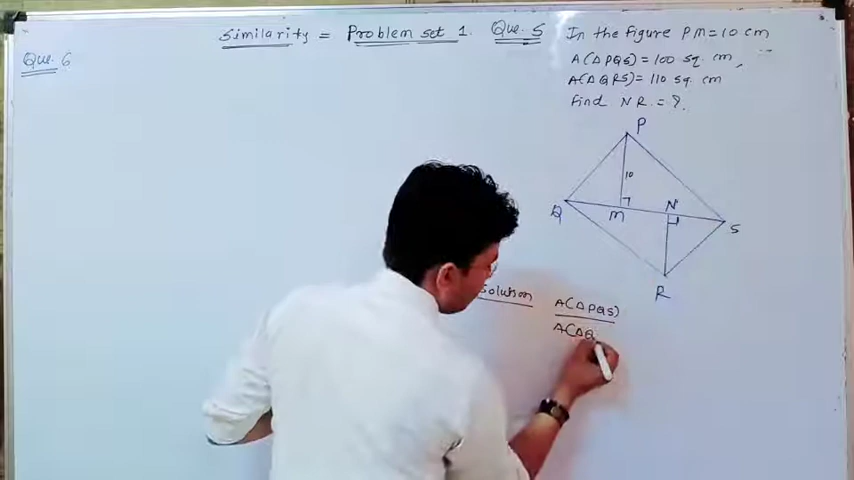 Similarity = Problem set 1. Que. 5 In the figure PM=10 cm
A(△PQS)=100 sq. cm,
A(△QRS)=110 sq. cm
Find NR = ?
Que. 6
P
10
Q
M
N
S
R
Solution
A(△PQS)
A(△Q